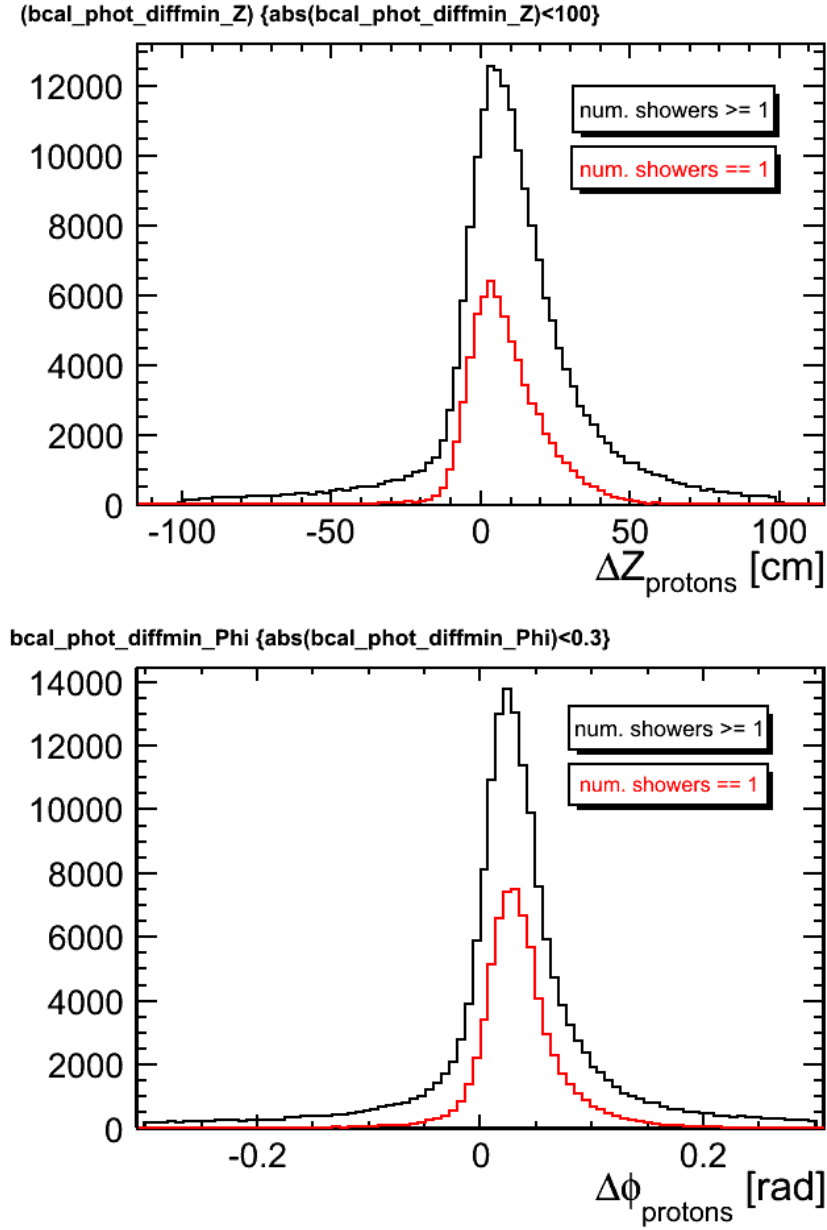 (bcal_phot_diffmin_Z) {abs(bcal_phot_diffmin_Z)<100}
12000
10000
8000
6000
4000
2000
0
num. showers >= 1
num. showers == 1
-100 -50 0 50 100
ΔZprotons [cm]
bcal_phot_diffmin_Phi {abs(bcal_phot_diffmin_Phi)<0.3}
14000
12000
10000
8000
6000
4000
2000
0
num. showers >= 1
num. showers == 1
-0.2 0 0.2
Δϕprotons [rad]